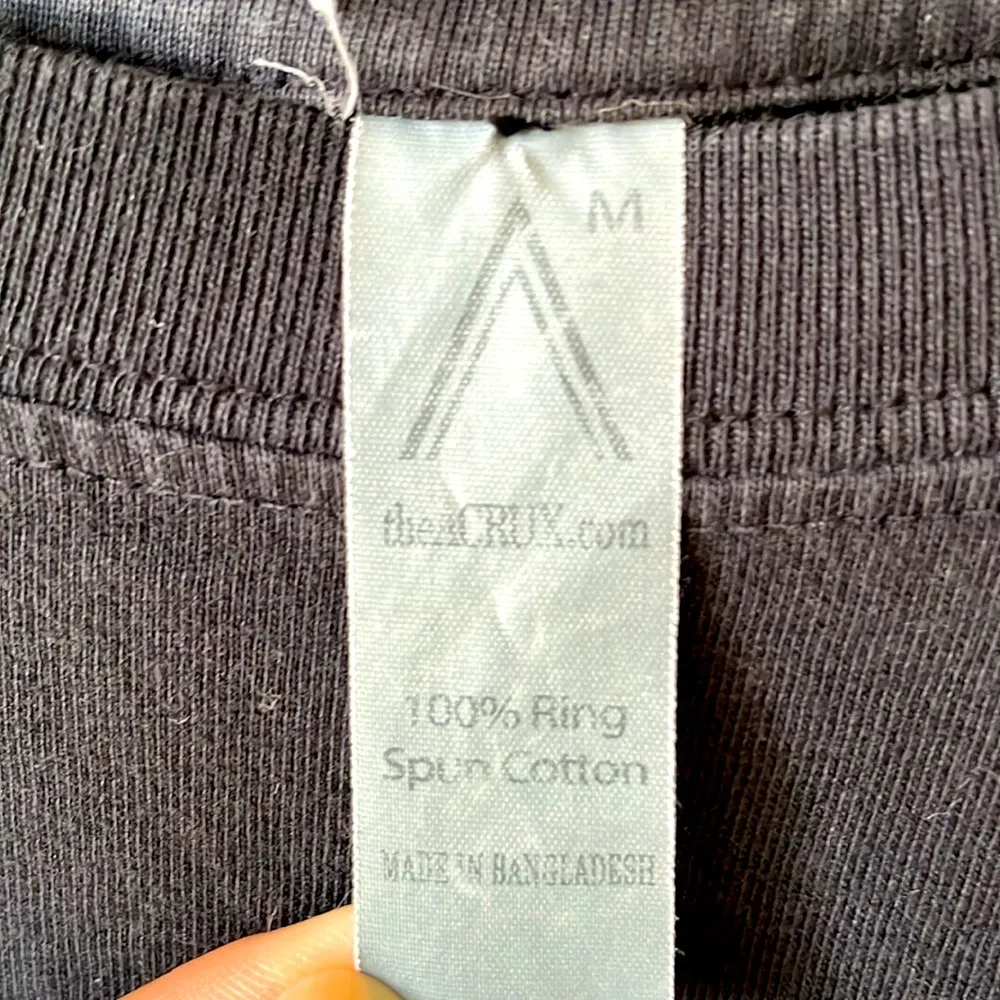 M
theACRUX.com
100% Ring
Spun Cotton
MADE IN BANGLADESH